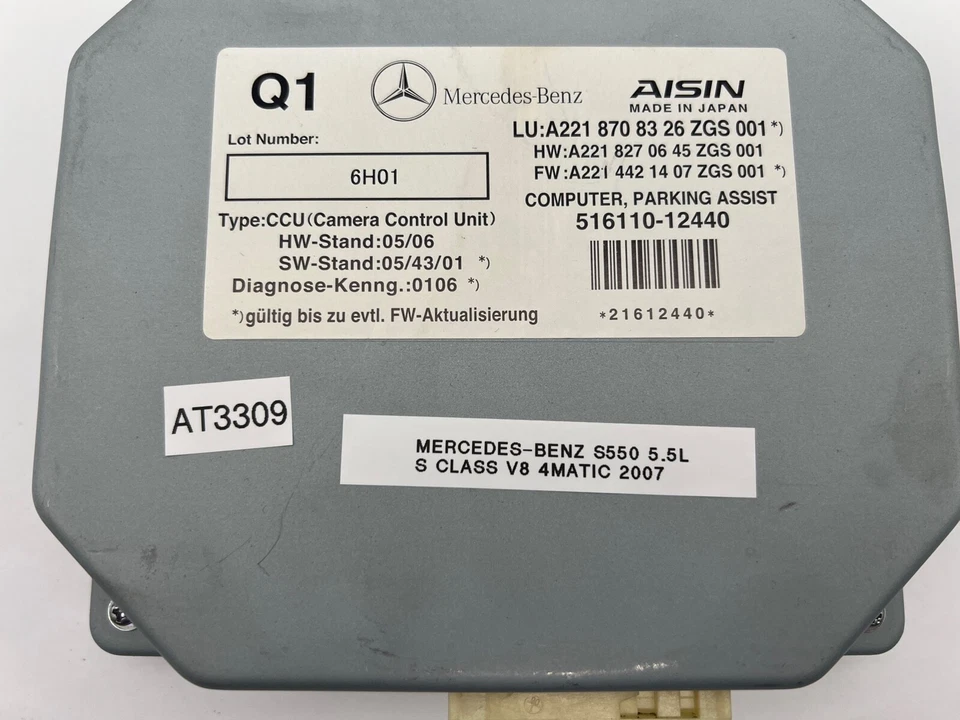 Q1
Mercedes-Benz
AISIN
MADE IN JAPAN
Lot Number:
6H01
LU:A221 870 83 26 ZGS 001*)
HW:A221 827 06 45 ZGS 001
FW:A221 442 14 07 ZGS 001 *)
COMPUTER, PARKING ASSIST
516110-12440
*21612440*
Type:CCU(Camera Control Unit)
HW-Stand:05/06
SW-Stand:05/43/01 *)
Diagnose-Kenng.:0106 *)
*)gültig bis zu evtl. FW-Aktualisierung
AT3309
MERCEDES-BENZ S550 5.5L
S CLASS V8 4MATIC 2007